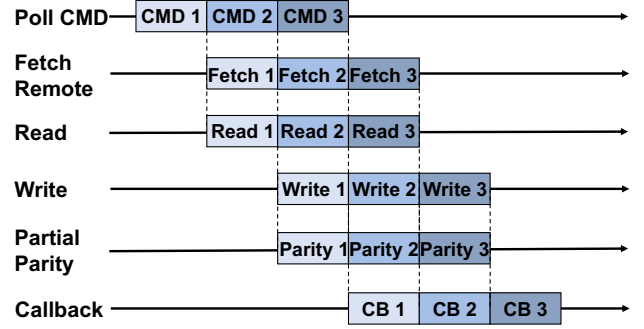 Poll CMD CMD 1 CMD 2 CMD 3
Fetch
Remote
Fetch 1 Fetch 2 Fetch 3
Read Read 1 Read 2 Read 3
Write Write 1 Write 2 Write 3
Partial
Parity
Parity 1 Parity 2 Parity 3
Callback CB 1 CB 2 CB 3